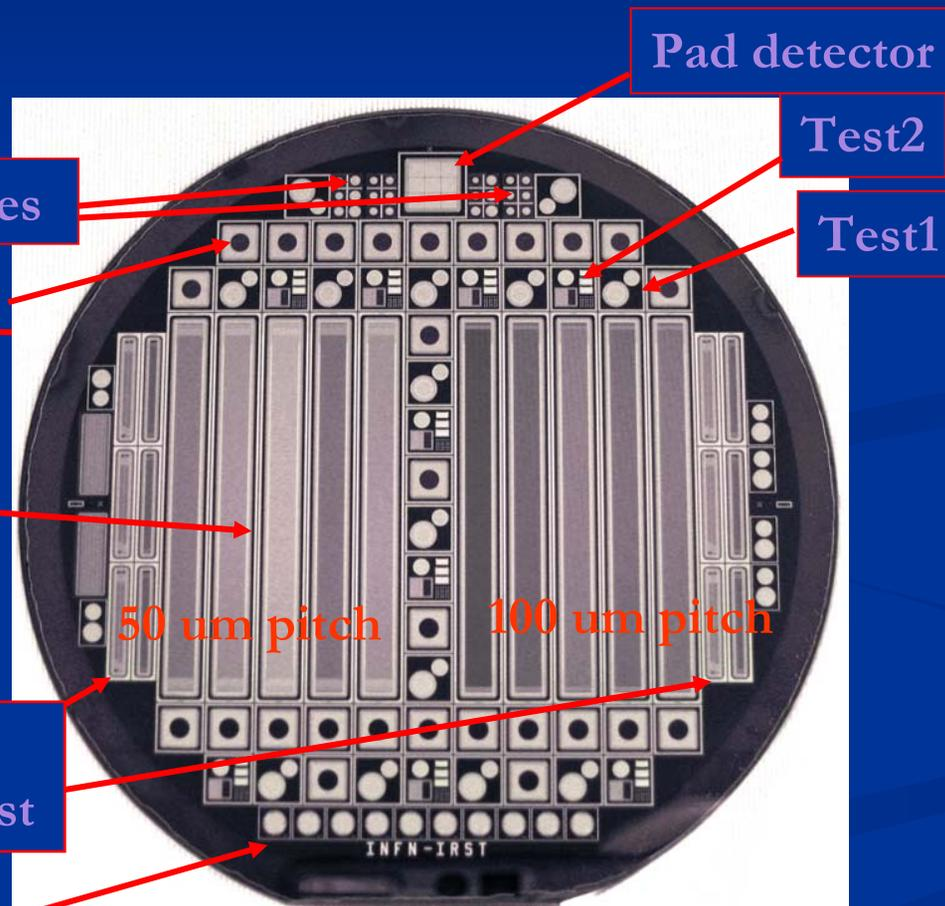 Pad detector
Test2
es
Test1
50 um pitch
100 um pitch
st
INFN-IRST